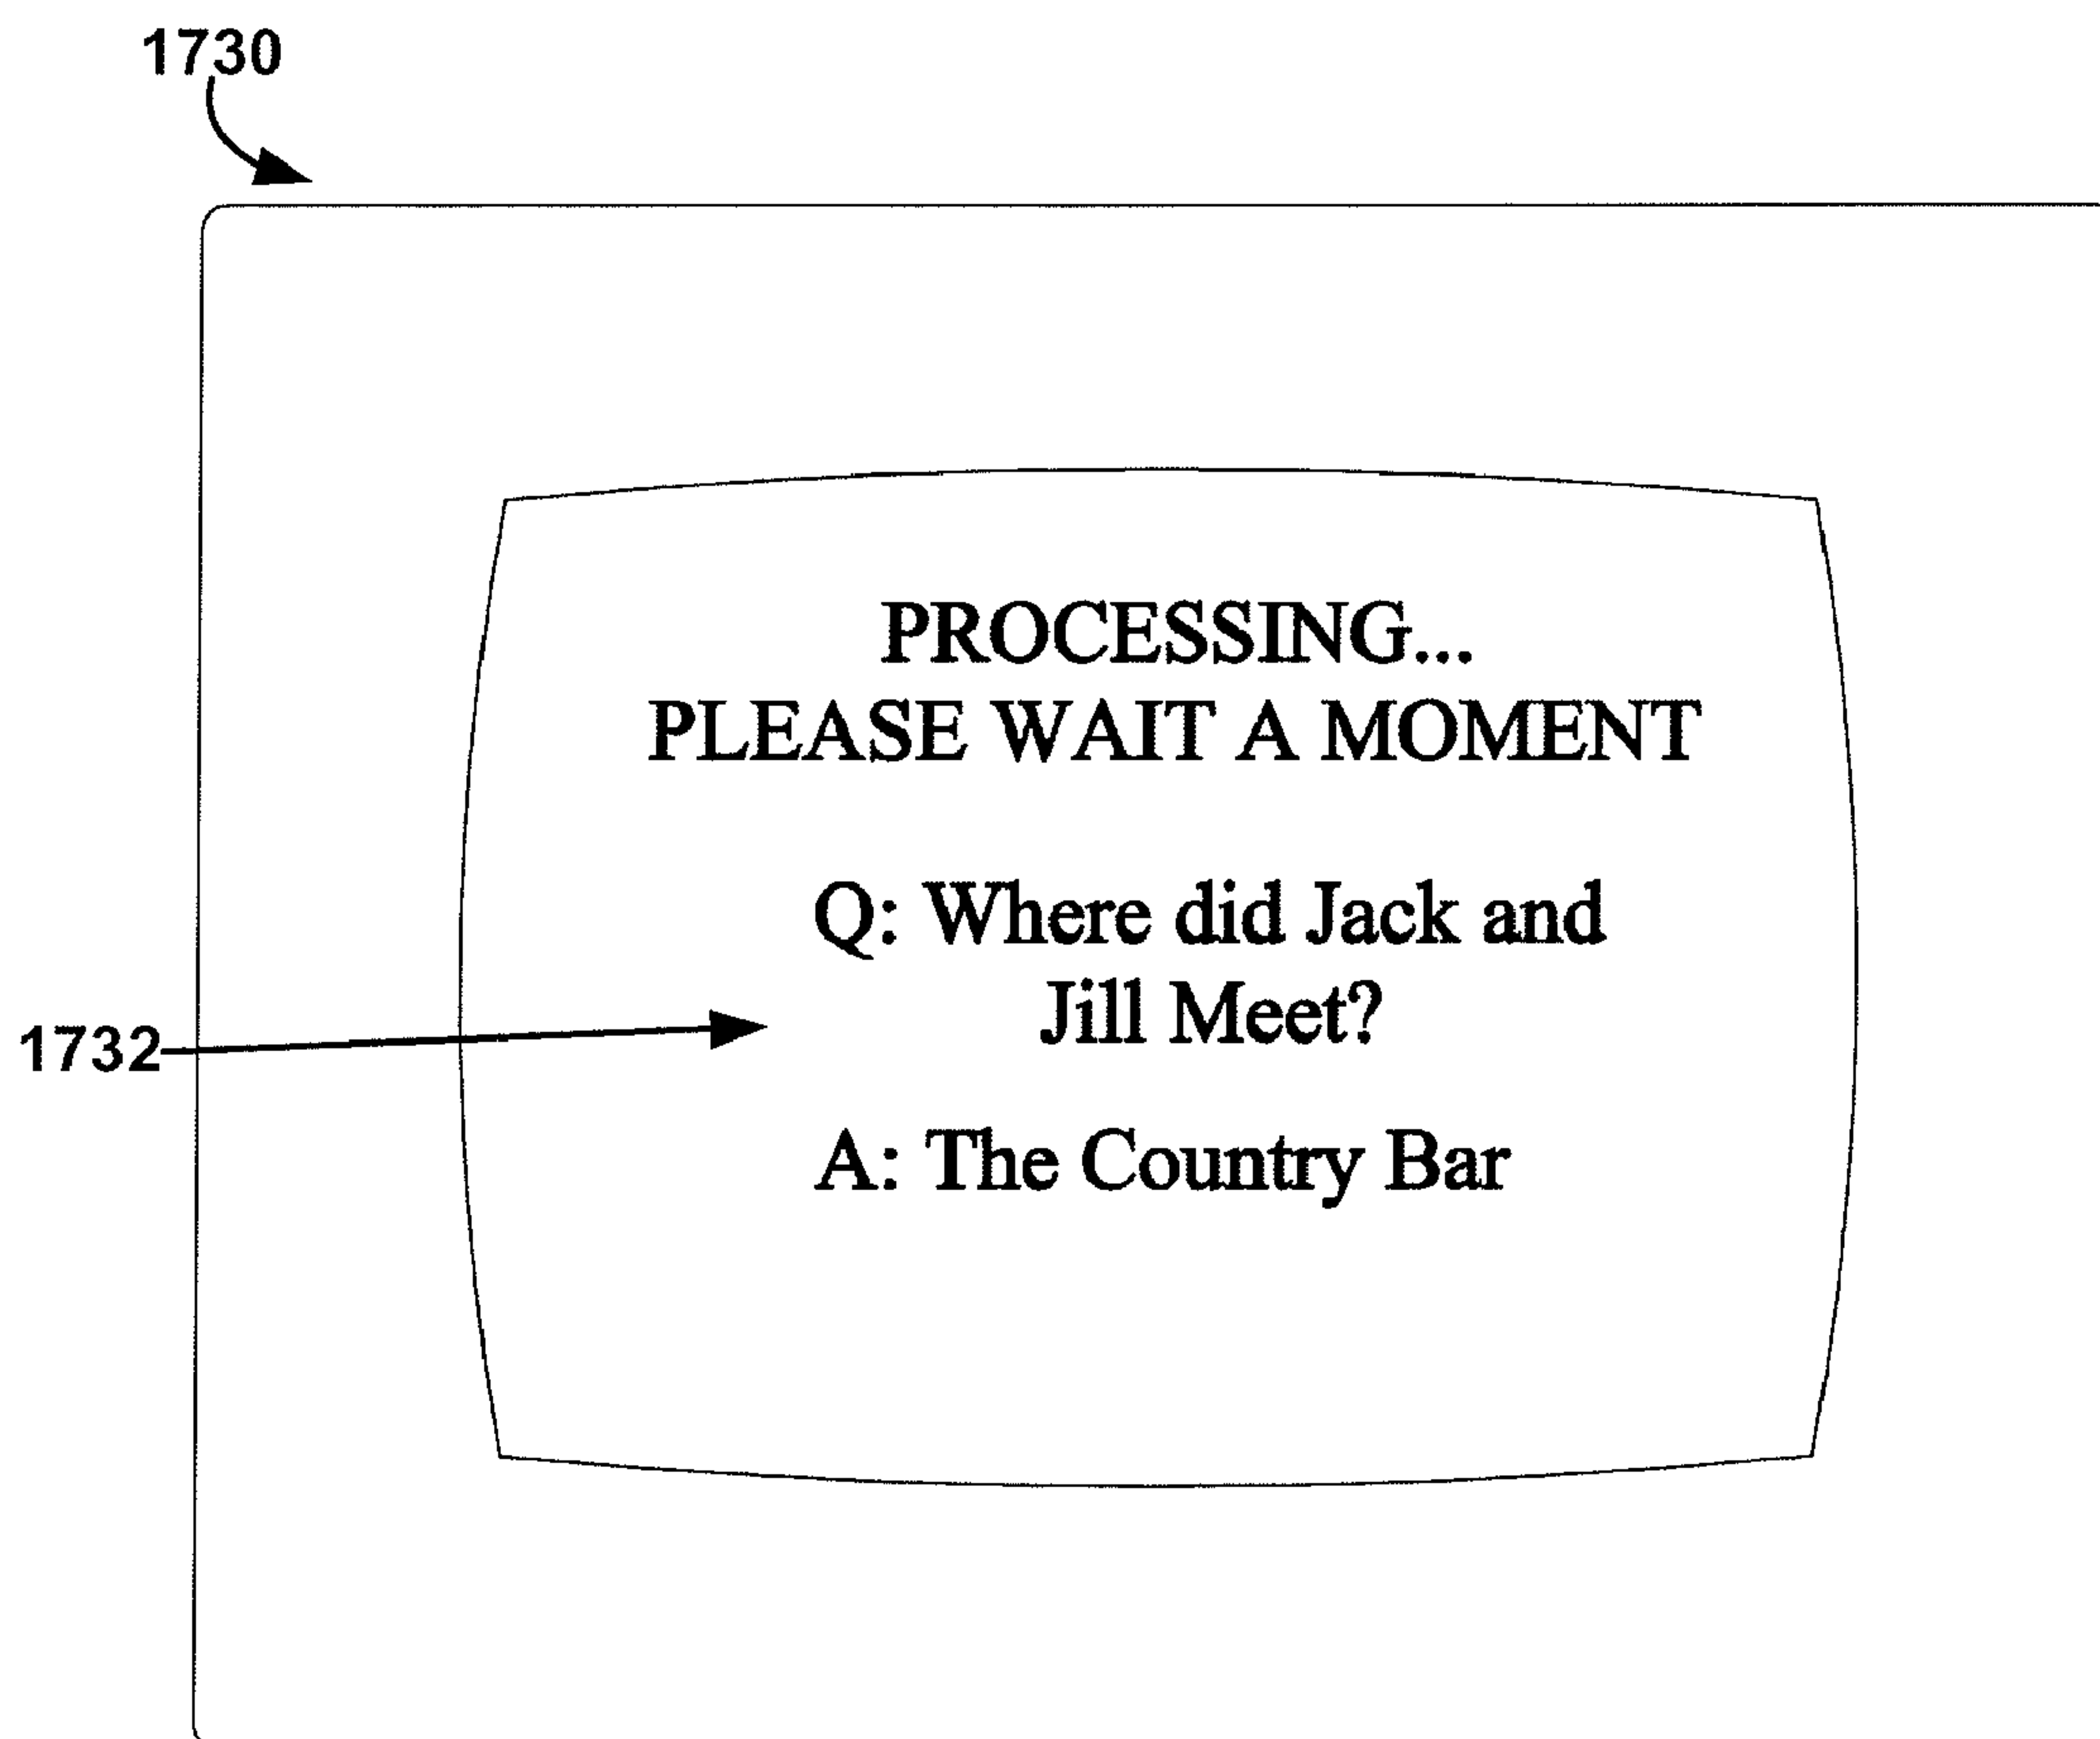 1730
PROCESSING...
PLEASE WAIT A MOMENT
Q: Where did Jack and
Jill Meet?
1732
A: The Country Bar